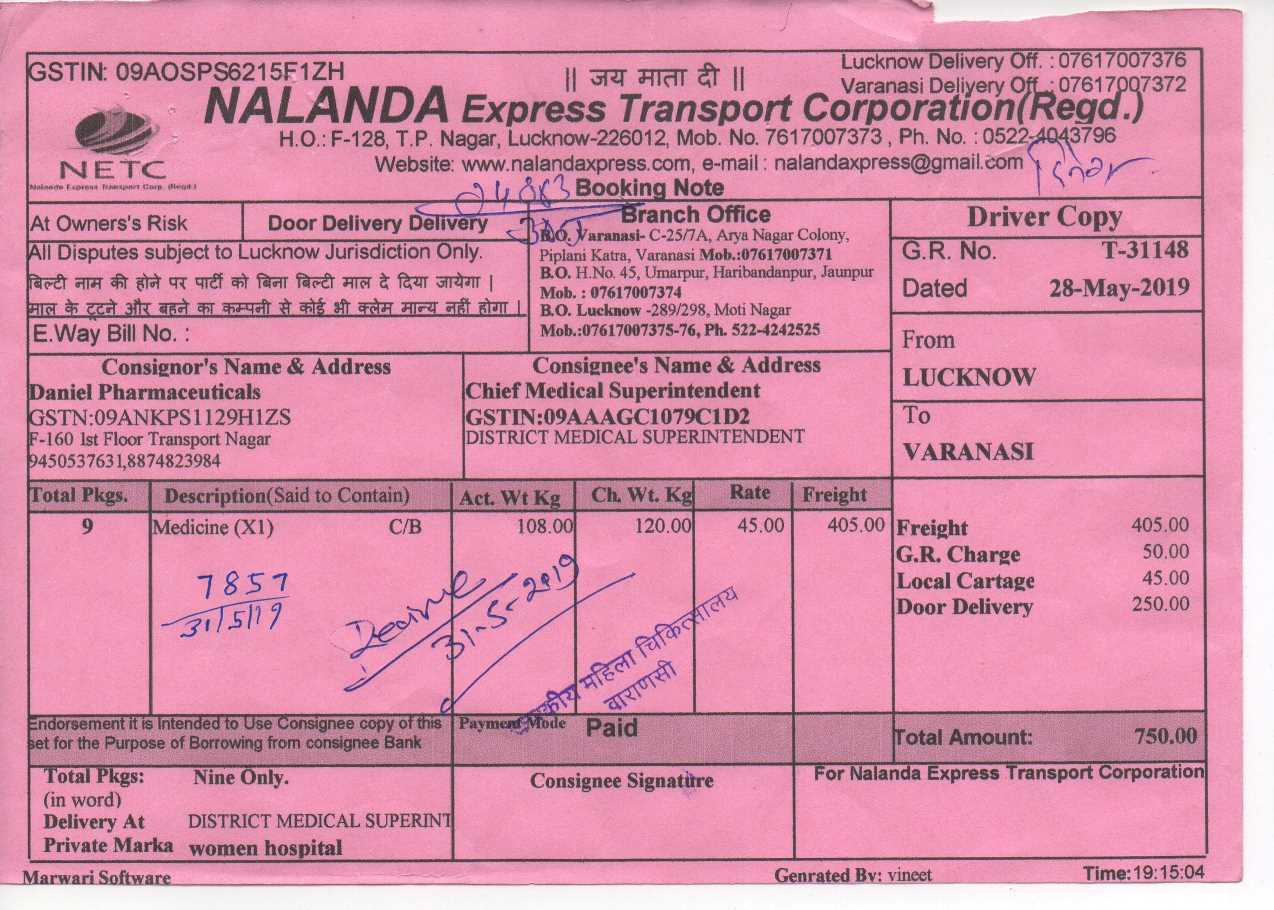 GSTIN: 09AOSPS6215F1ZH
|| जय माता दी ||
Lucknow Delivery Off. : 07617007376
Varanasi Delivery Off. : 07617007372
NALANDA Express Transport Corporation(Regd.)
H.O.: F-128, T.P. Nagar, Lucknow-226012, Mob. No. 7617007373 , Ph. No. : 0522-4043796
Website: www.nalandaxpress.com, e-mail : nalandaxpress@gmail.com
NETC
Nalanda Express Transport Corp. (Regd.)
Booking Note
At Owners's Risk
Door Delivery Delivery
All Disputes subject to Lucknow Jurisdiction Only.
बिल्टी नाम की होने पर पार्टी को बिना बिल्टी माल दे दिया जायेगा |
माल के टूटने और बहने का कम्पनी से कोई भी क्लेम मान्य नहीं होगा |
E.Way Bill No. :
Branch Office
B.O. Varanasi- C-25/7A, Arya Nagar Colony,
Piplani Katra, Varanasi Mob.:07617007371
B.O. H.No. 45, Umarpur, Haribandanpur, Jaunpur
Mob. : 07617007374
B.O. Lucknow -289/298, Moti Nagar
Mob.:07617007375-76, Ph. 522-4242525
Driver Copy
G.R. No. T-31148
Dated 28-May-2019
From
LUCKNOW
To
VARANASI
Consignor's Name & Address
Daniel Pharmaceuticals
GSTN:09ANKPS1129H1ZS
F-160 1st Floor Transport Nagar
9450537631,8874823984
Consignee's Name & Address
Chief Medical Superintendent
GSTIN:09AAAGC1079C1D2
DISTRICT MEDICAL SUPERINTENDENT
Total Pkgs. Description(Said to Contain) Act. Wt Kg Ch. Wt. Kg Rate Freight
9 Medicine (X1) C/B 108.00 120.00 45.00 405.00
7857
31/5/19
31-5-2019
महिला चिकित्सालय
वाराणसी
Freight 405.00
G.R. Charge 50.00
Local Cartage 45.00
Door Delivery 250.00
Endorsement it is Intended to Use Consignee copy of this
set for the Purpose of Borrowing from consignee Bank
Payment Mode Paid
Total Amount: 750.00
Total Pkgs: Nine Only.
(in word)
Delivery At DISTRICT MEDICAL SUPERINT
Private Marka women hospital
Consignee Signature
For Nalanda Express Transport Corporation
Marwari Software
Genrated By: vineet
Time:19:15:04